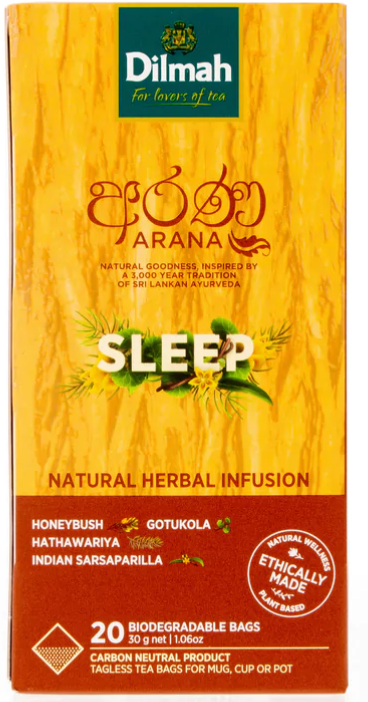 Dilmah
For lovers of tea
අරණ
ARANA
NATURAL GOODNESS, INSPIRED BY
A 3,000 YEAR TRADITION
OF SRI LANKAN AYURVEDA
SLEEP
NATURAL HERBAL INFUSION
HONEYBUSH GOTUKOLA
HATHAWARIYA
INDIAN SARSAPARILLA
NATURAL WELLNESS
ETHICALLY
MADE
PLANT BASED
20 BIODEGRADABLE BAGS
30 g net | 1.06oz
CARBON NEUTRAL PRODUCT
TAGLESS TEA BAGS FOR MUG, CUP OR POT